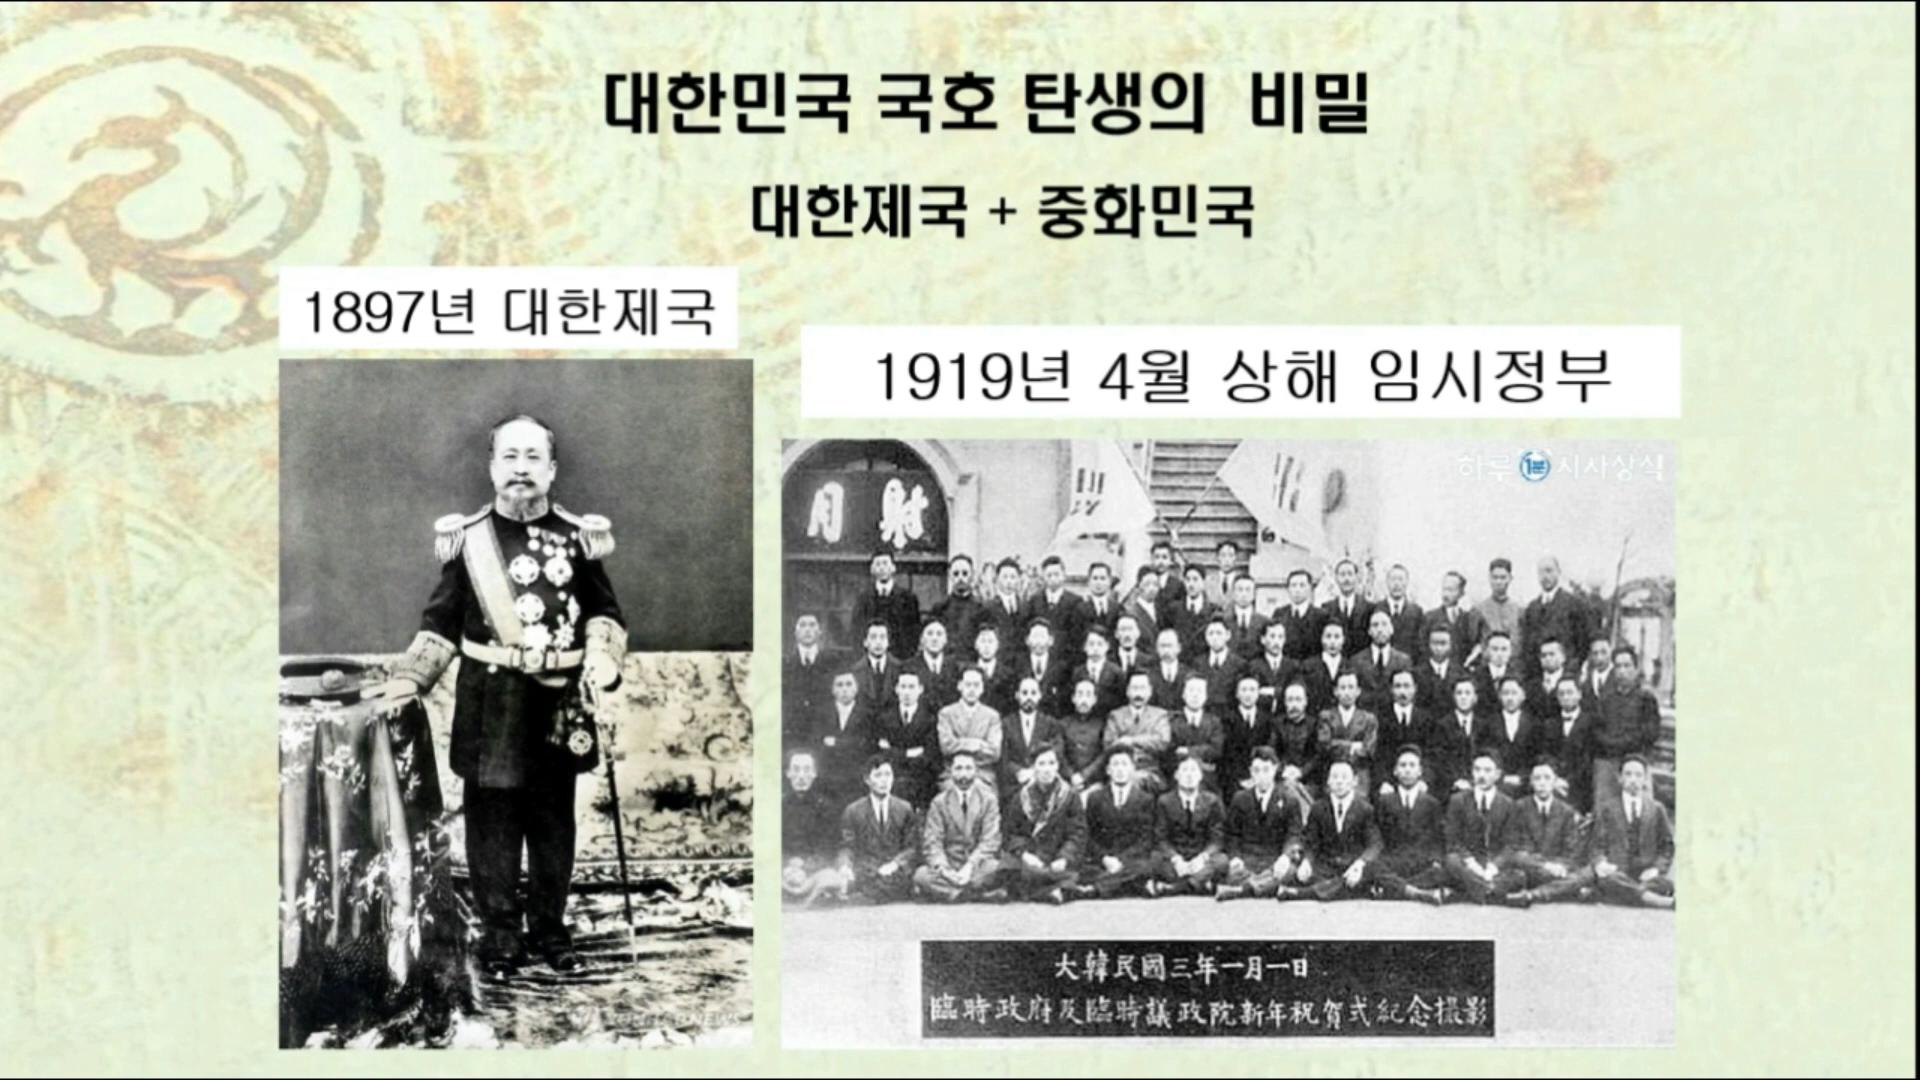 대한민국 국호 탄생의 비밀
대한제국 + 중화민국
1897년 대한제국
1919년 4월 상해 임시정부
하루 1분 시사상식
大韓民國三年一月一日
臨時政府及臨時議政院新年祝賀式紀念撮影